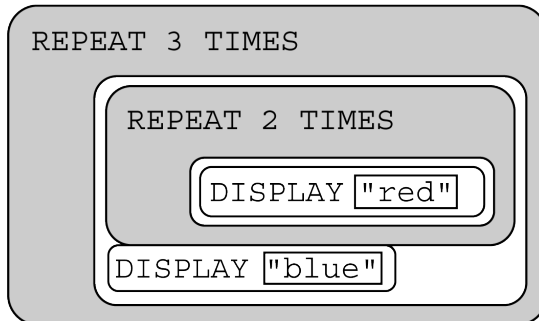 REPEAT 3 TIMES
REPEAT 2 TIMES
DISPLAY "red"
DISPLAY "blue"